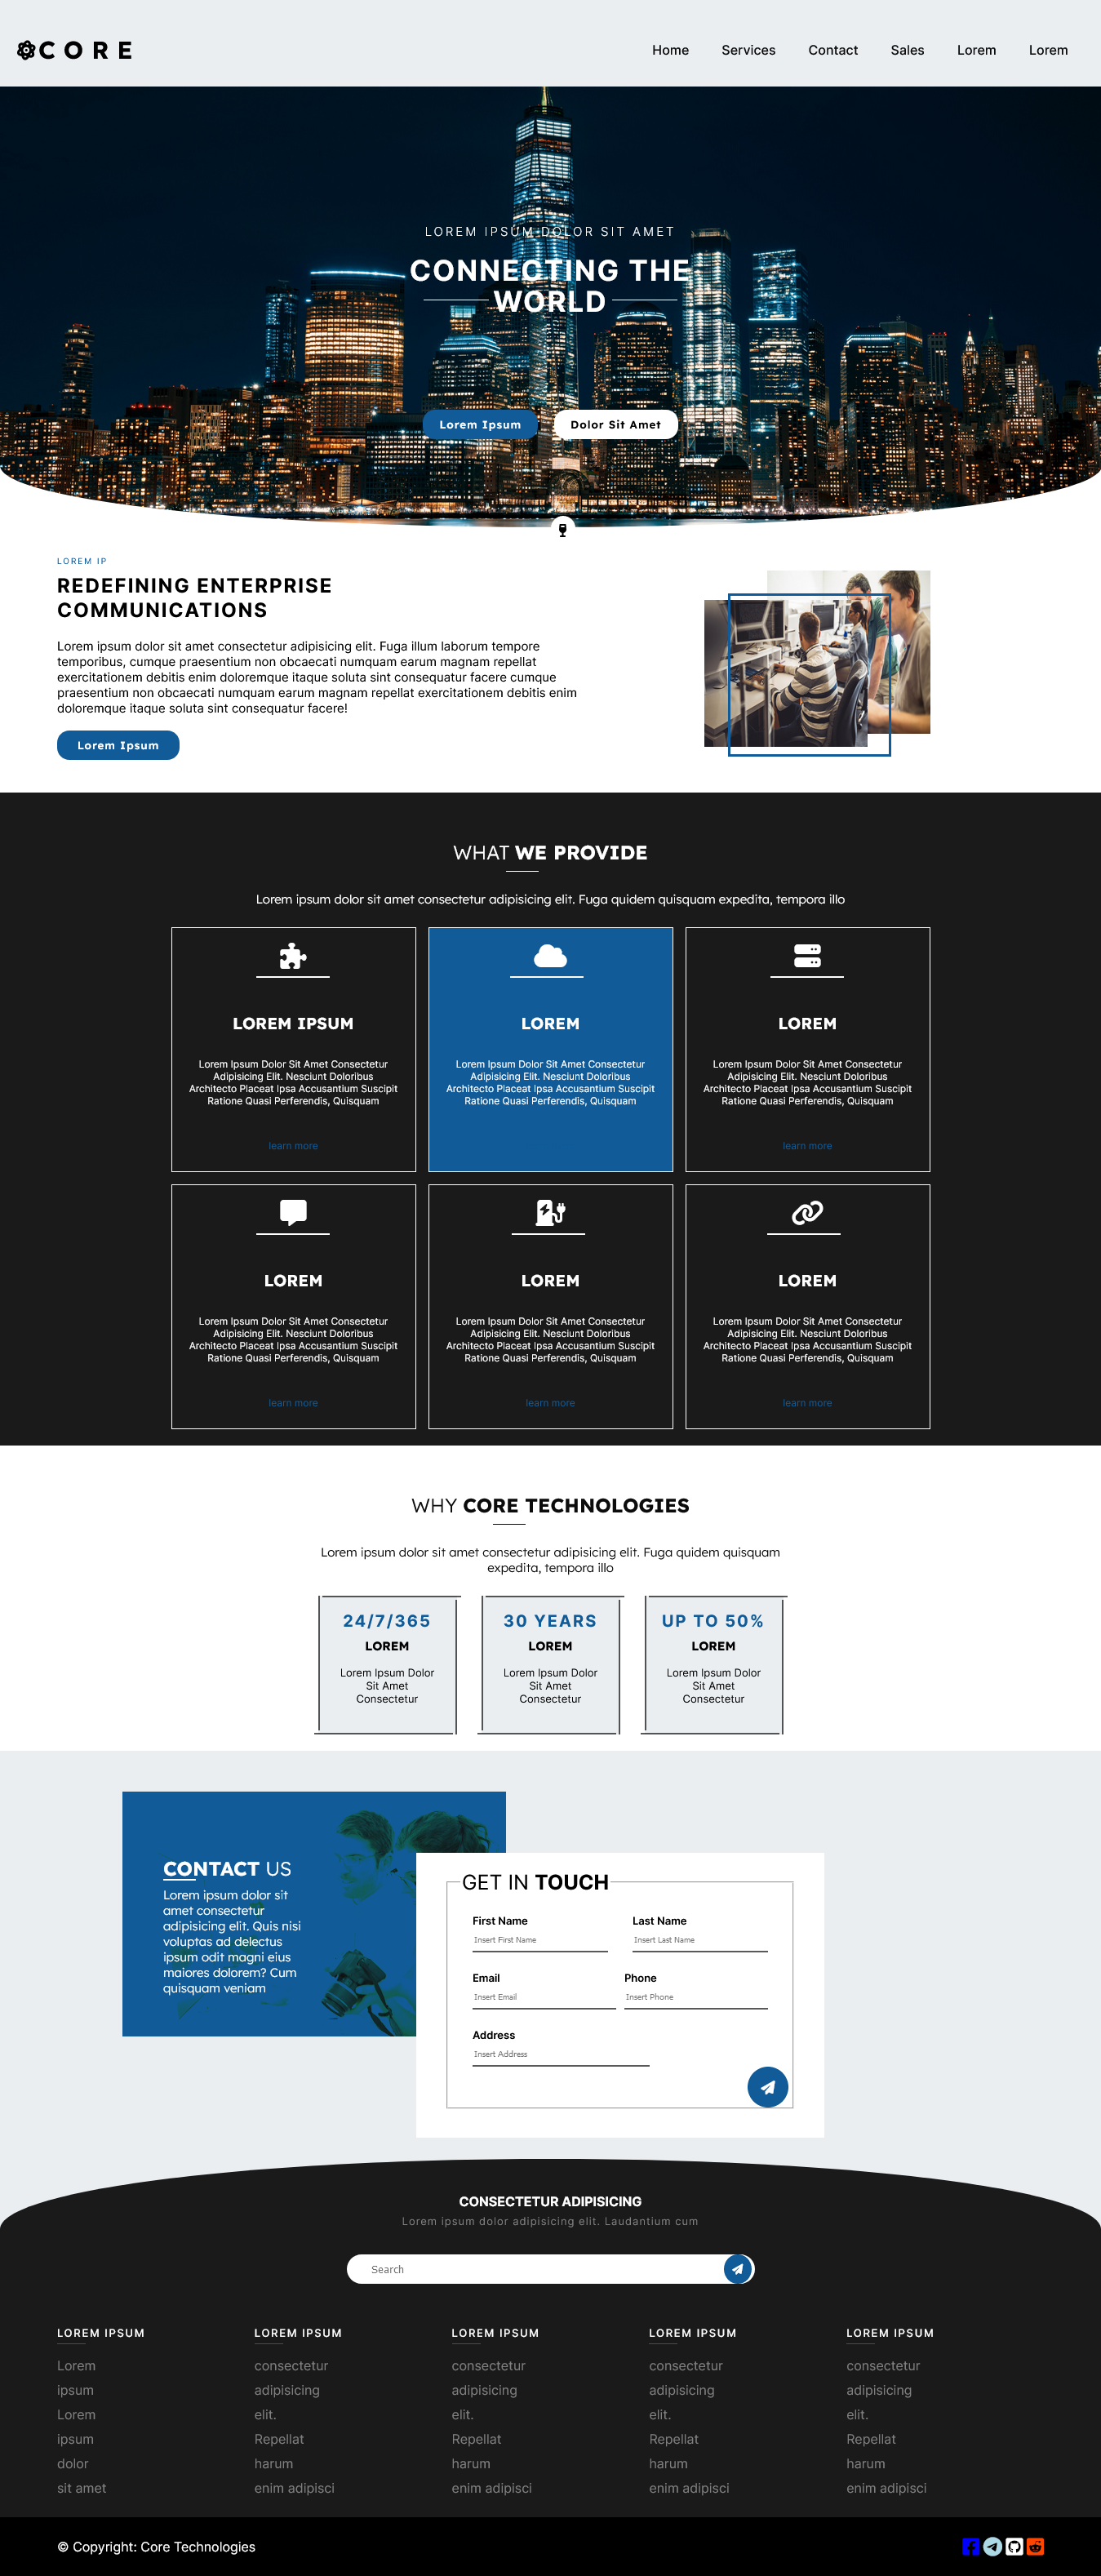 CORE
Home Services Contact Sales Lorem Lorem
LOREM IPSUM DOLOR SIT AMET
CONNECTING THE
WORLD
Lorem Ipsum Dolor Sit Amet
LOREM IP
REDEFINING ENTERPRISE
COMMUNICATIONS
Lorem ipsum dolor sit amet consectetur adipisicing elit. Fuga illum laborum tempore
temporibus, cumque praesentium non obcaecati numquam earum magnam repellat
exercitationem debitis enim doloremque itaque soluta sint consequatur facere cumque
praesentium non obcaecati numquam earum magnam repellat exercitationem debitis enim
doloremque itaque soluta sint consequatur facere!
Lorem Ipsum
WHAT WE PROVIDE
Lorem ipsum dolor sit amet consectetur adipisicing elit. Fuga quidem quisquam expedita, tempora illo
LOREM IPSUM
Lorem Ipsum Dolor Sit Amet Consectetur
Adipisicing Elit. Nesciunt Doloribus
Architecto Placeat Ipsa Accusantium Suscipit
Ratione Quasi Perferendis, Quisquam
learn more
LOREM
Lorem Ipsum Dolor Sit Amet Consectetur
Adipisicing Elit. Nesciunt Doloribus
Architecto Placeat Ipsa Accusantium Suscipit
Ratione Quasi Perferendis, Quisquam
LOREM
Lorem Ipsum Dolor Sit Amet Consectetur
Adipisicing Elit. Nesciunt Doloribus
Architecto Placeat Ipsa Accusantium Suscipit
Ratione Quasi Perferendis, Quisquam
learn more
LOREM
Lorem Ipsum Dolor Sit Amet Consectetur
Adipisicing Elit. Nesciunt Doloribus
Architecto Placeat Ipsa Accusantium Suscipit
Ratione Quasi Perferendis, Quisquam
learn more
LOREM
Lorem Ipsum Dolor Sit Amet Consectetur
Adipisicing Elit. Nesciunt Doloribus
Architecto Placeat Ipsa Accusantium Suscipit
Ratione Quasi Perferendis, Quisquam
learn more
LOREM
Lorem Ipsum Dolor Sit Amet Consectetur
Adipisicing Elit. Nesciunt Doloribus
Architecto Placeat Ipsa Accusantium Suscipit
Ratione Quasi Perferendis, Quisquam
learn more
WHY CORE TECHNOLOGIES
Lorem ipsum dolor sit amet consectetur adipisicing elit. Fuga quidem quisquam
expedita, tempora illo
24/7/365
LOREM
Lorem Ipsum Dolor
Sit Amet
Consectetur
30 YEARS
LOREM
Lorem Ipsum Dolor
Sit Amet
Consectetur
UP TO 50%
LOREM
Lorem Ipsum Dolor
Sit Amet
Consectetur
CONTACT US
Lorem ipsum dolor sit
amet consectetur
adipisicing elit. Quis nisi
voluptas ad delectus
ipsum odit magni eius
maiores dolorem? Cum
quisquam veniam
GET IN TOUCH
First Name Last Name
Insert First Name Insert Last Name
Email Phone
Insert Email Insert Phone
Address
Insert Address
CONSECTETUR ADIPISICING
Lorem ipsum dolor adipisicing elit. Laudantium cum
Search
LOREM IPSUM
Lorem
ipsum
Lorem
ipsum
dolor
sit amet
LOREM IPSUM
consectetur
adipisicing
elit.
Repellat
harum
enim adipisci
LOREM IPSUM
consectetur
adipisicing
elit.
Repellat
harum
enim adipisci
LOREM IPSUM
consectetur
adipisicing
elit.
Repellat
harum
enim adipisci
LOREM IPSUM
consectetur
adipisicing
elit.
Repellat
harum
enim adipisci
© Copyright: Core Technologies